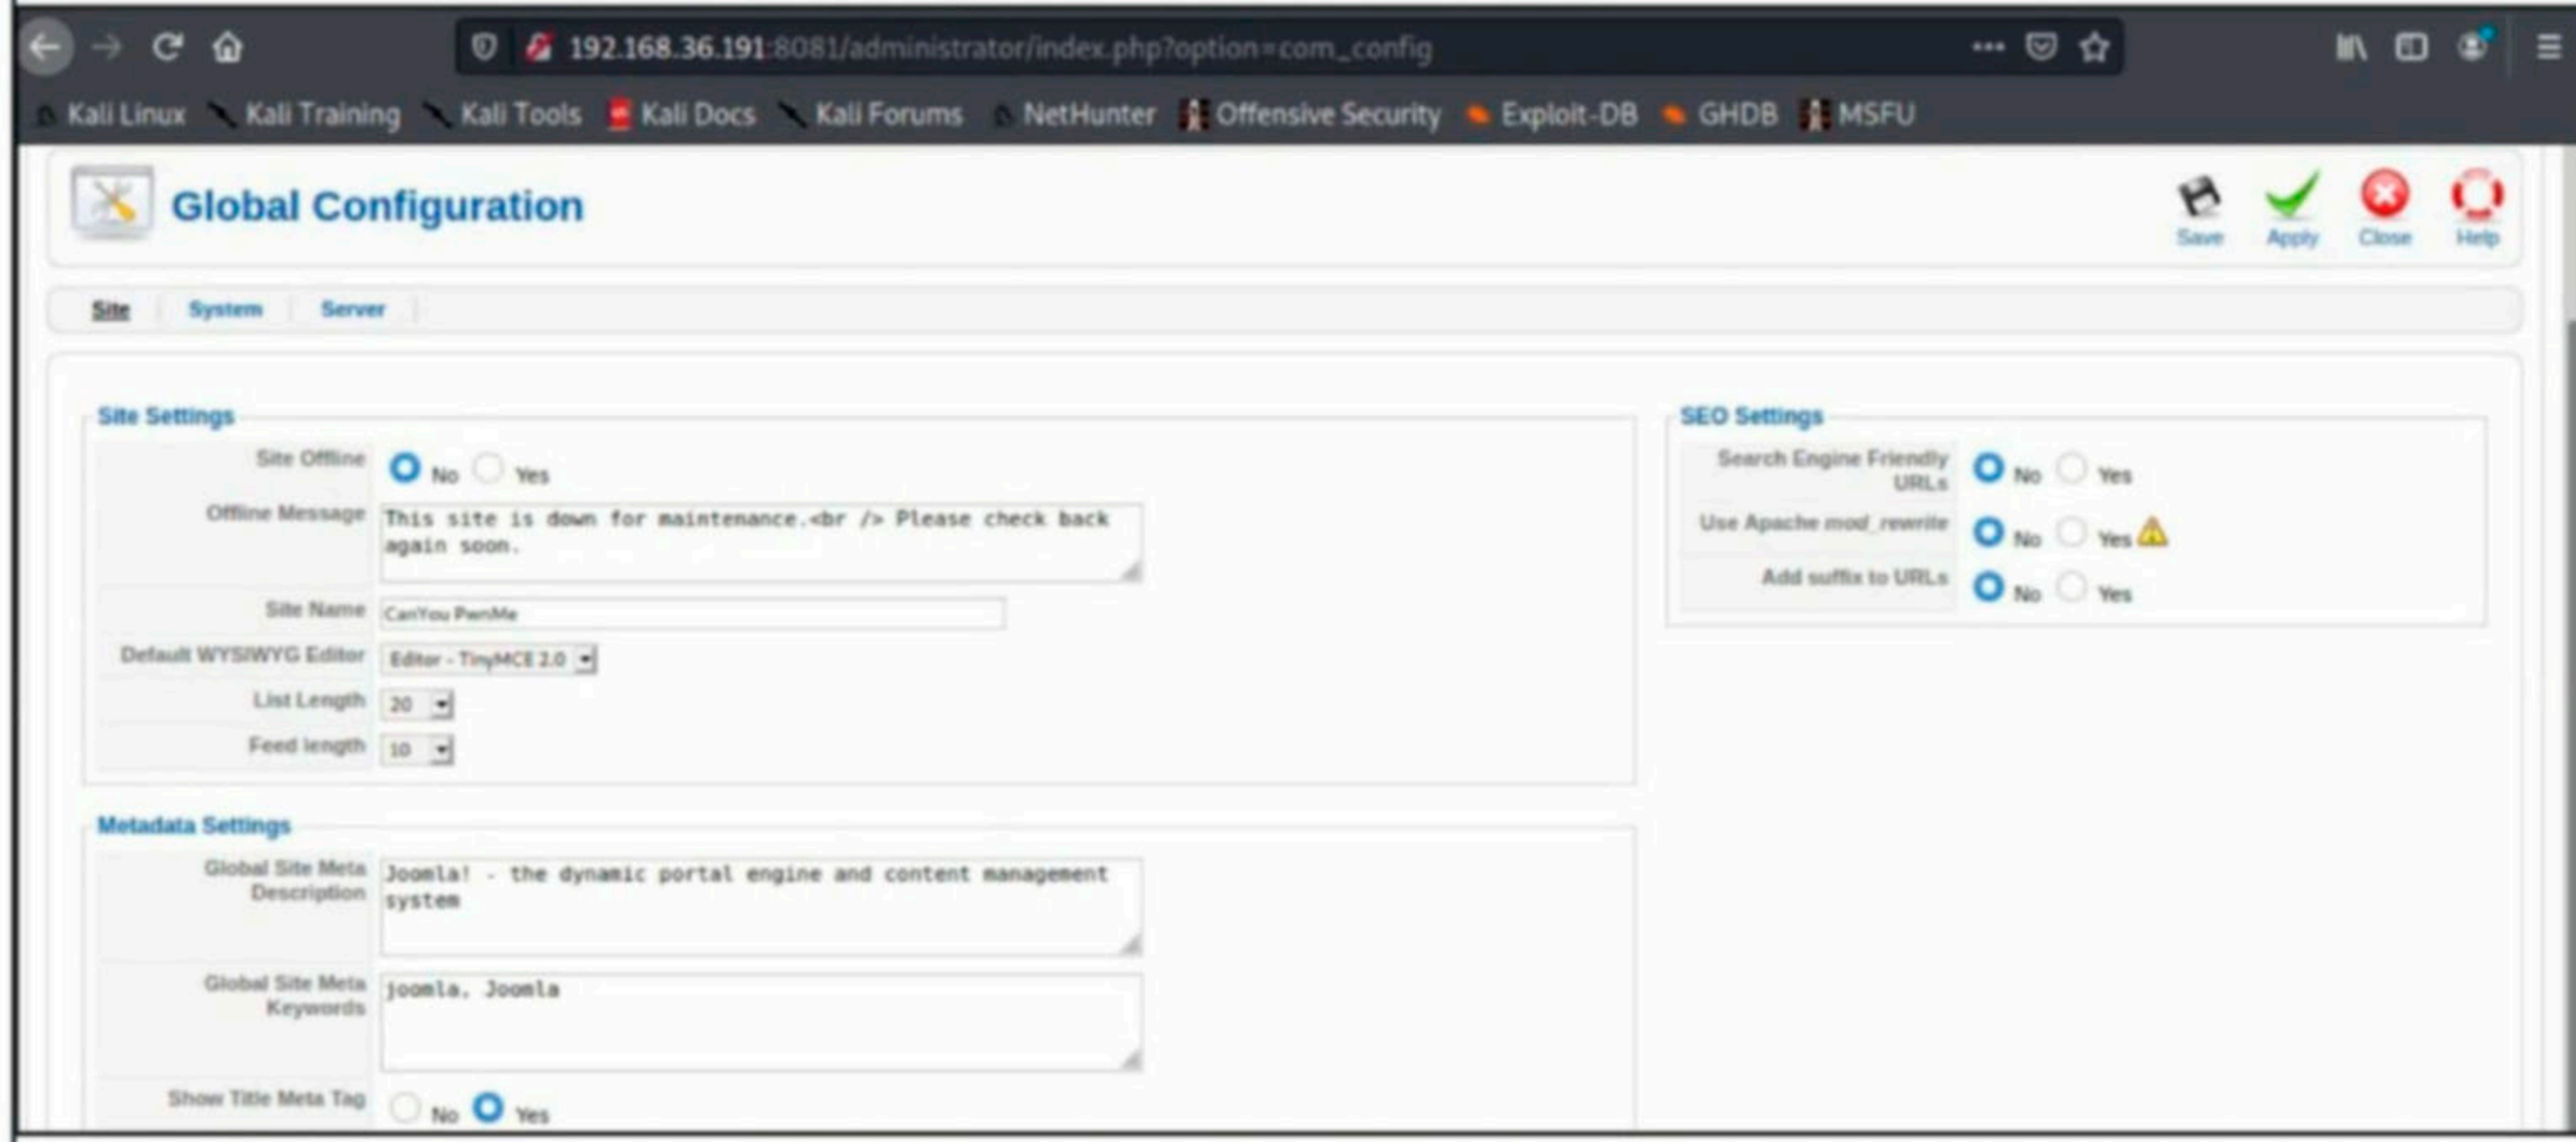 192.168.36.191:8081/administrator/index.php?option=com_config
Kali Linux Kali Training Kali Tools Kali Docs Kali Forums NetHunter Offensive Security Exploit-DB GHDB MSFU
Global Configuration
Save Apply Close Help
Site System Server
Site Settings
Site Offline No Yes
Offline Message This site is down for maintenance.<br /> Please check back
again soon.
Site Name CanYou PwnMe
Default WYSIWYG Editor Editor - TinyMCE 2.0
List Length 20
Feed length 10
SEO Settings
Search Engine Friendly
URLs No Yes
Use Apache mod_rewrite No Yes
Add suffix to URLs No Yes
Metadata Settings
Global Site Meta
Description Joomla! - the dynamic portal engine and content management
system
Global Site Meta
Keywords joomla, Joomla
Show Title Meta Tag No Yes